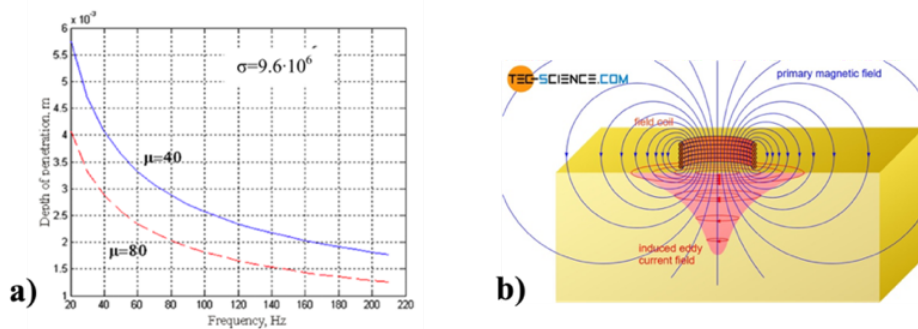 x 10⁻³
6
5.5
5
4.5
4
3.5
3
2.5
2
1.5
1
Depth of penetration, m
σ=9.6·10⁶
μ=40
μ=80
20 40 60 80 100 120 140 160 180 200 220
Frequency, Hz
a)
TEC-SCIENCE.COM
primary magnetic field
field coil
induced eddy
current field
b)